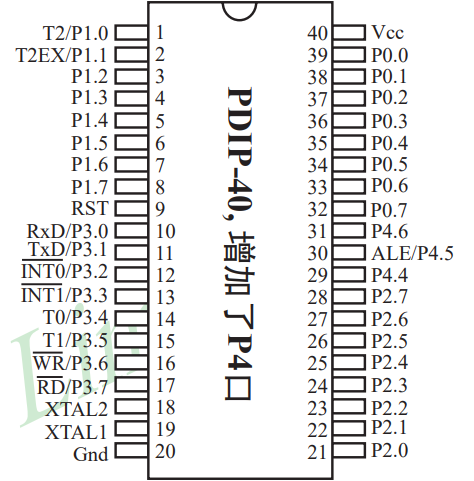 T2/P1.0 1 40 Vcc
T2EX/P1.1 2 39 P0.0
P1.2 3 38 P0.1
P1.3 4 37 P0.2
P1.4 5 36 P0.3
P1.5 6 35 P0.4
P1.6 7 34 P0.5
P1.7 8 33 P0.6
RST 9 32 P0.7
RxD/P3.0 10 31 P4.6
TxD/P3.1 11 30 ALE/P4.5
INT0/P3.2 12 29 P4.4
INT1/P3.3 13 28 P2.7
T0/P3.4 14 27 P2.6
T1/P3.5 15 26 P2.5
WR/P3.6 16 25 P2.4
RD/P3.7 17 24 P2.3
XTAL2 18 23 P2.2
XTAL1 19 22 P2.1
Gnd 20 21 P2.0
PDIP-40, 增加了P4口